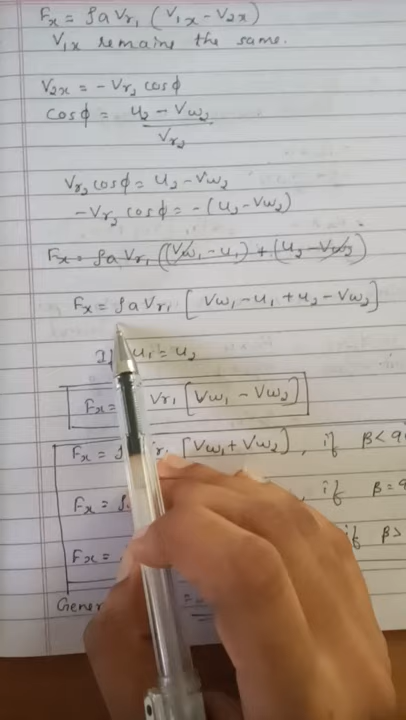 Fx = ρaVr₁ (V₁x - V₂x)
V₁x remains the same.
V₂x = -Vr₂ cosϕ
cosϕ = u₂ - Vw₂ / Vr₂
Vr₂ cosϕ = u₂ - Vw₂
-Vr₂ cosϕ = -(u₂ - Vw₂)
Fx = ρaVr₁ ((Vw₁ - u₁) + (u₂ - Vw₂))
Fx = ρaVr₁ [Vw₁ - u₁ + u₂ - Vw₂]
u₁ = u₂
Fx = Vr₁ [Vw₁ - Vw₂]
Fx = [Vw₁ + Vw₂], if β < 9
Fx = , if β = 9
Fx = if β >
Gener